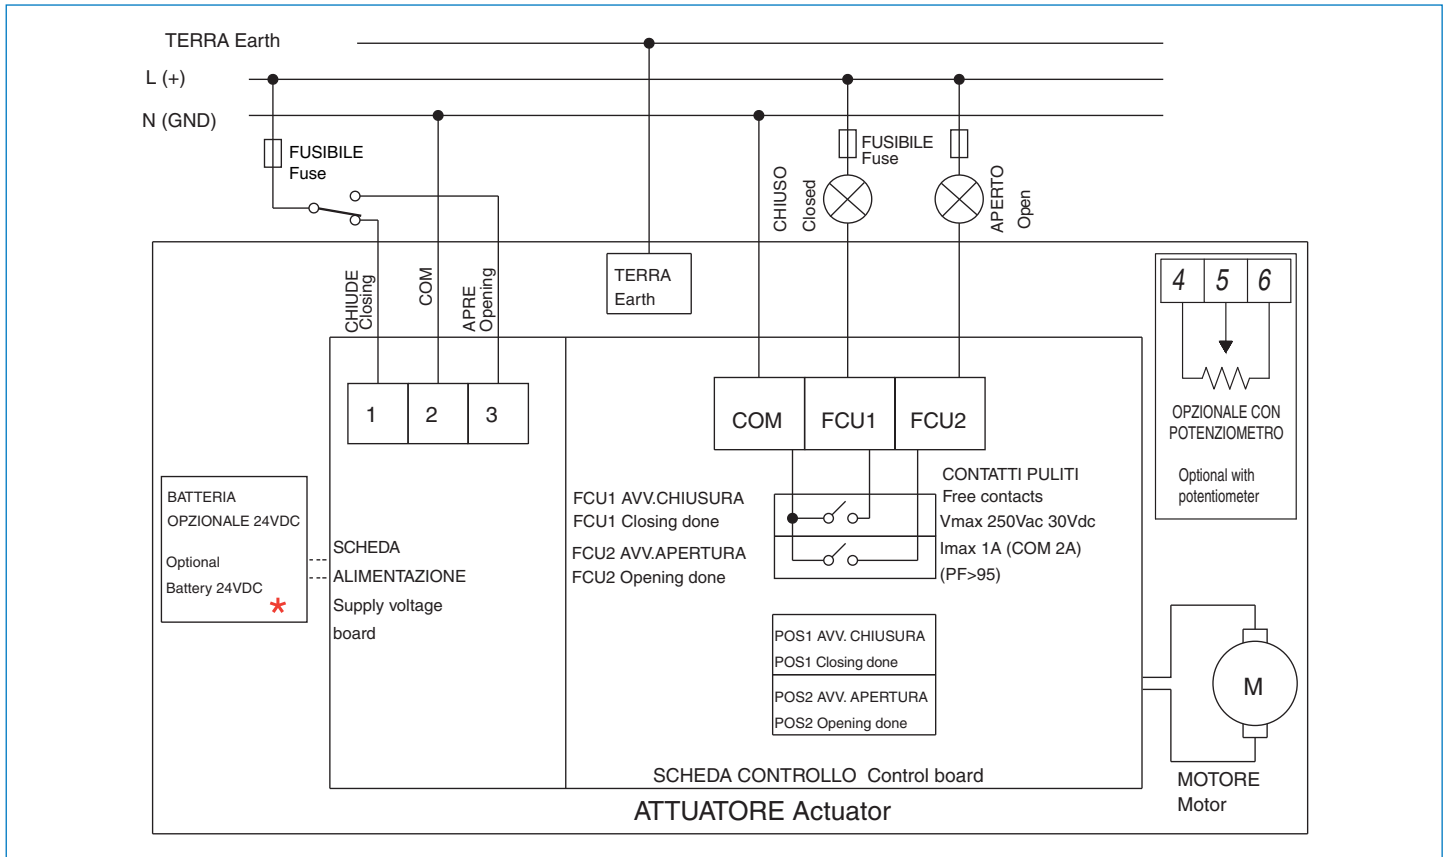 TERRA Earth
L (+)
N (GND)
FUSIBILE
Fuse
FUSIBILE
Fuse
CHIUSO
Closed
APERTO
Open
CHIUDE
Closing
COM
APRE
Opening
TERRA
Earth
4 5 6
OPZIONALE CON
POTENZIOMETRO
Optional with
potentiometer
1 2 3
COM FCU1 FCU2
BATTERIA
OPZIONALE 24VDC
Optional
Battery 24VDC
*
SCHEDA
ALIMENTAZIONE
Supply voltage
board
FCU1 AVV.CHIUSURA
FCU1 Closing done
FCU2 AVV.APERTURA
FCU2 Opening done
CONTATTI PULITI
Free contacts
Vmax 250Vac 30Vdc
Imax 1A (COM 2A)
(PF>95)
POS1 AVV. CHIUSURA
POS1 Closing done
POS2 AVV. APERTURA
POS2 Opening done
M
MOTORE
Motor
SCHEDA CONTROLLO Control board
ATTUATORE Actuator